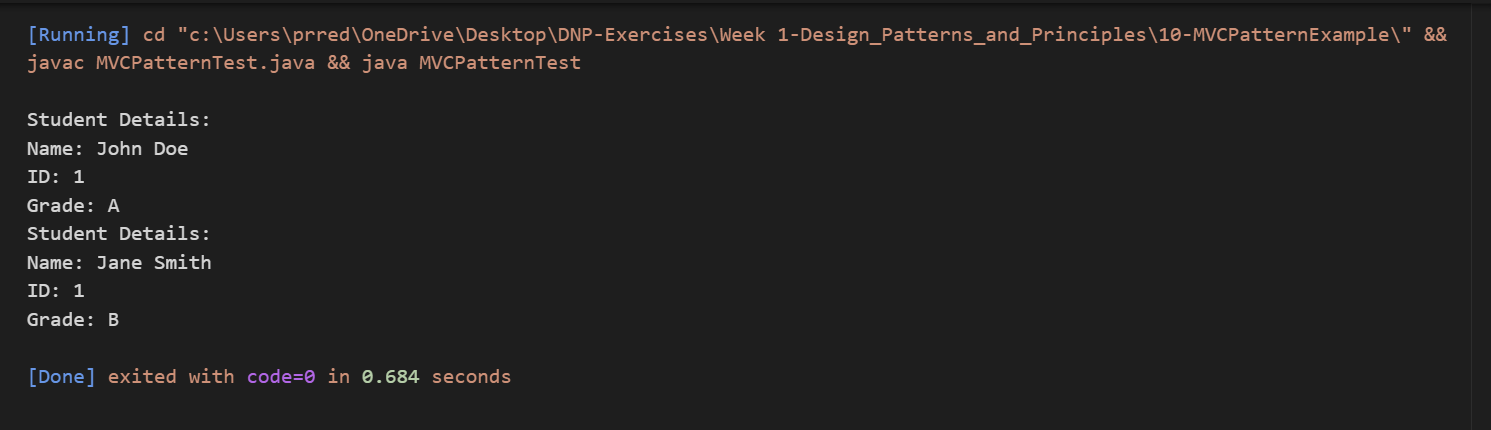 [Running] cd "c:\Users\prred\OneDrive\Desktop\DNP-Exercises\Week 1-Design_Patterns_and_Principles\10-MVCPatternExample\" &&
javac MVCPatternTest.java && java MVCPatternTest
Student Details:
Name: John Doe
ID: 1
Grade: A
Student Details:
Name: Jane Smith
ID: 1
Grade: B
[Done] exited with code=0 in 0.684 seconds